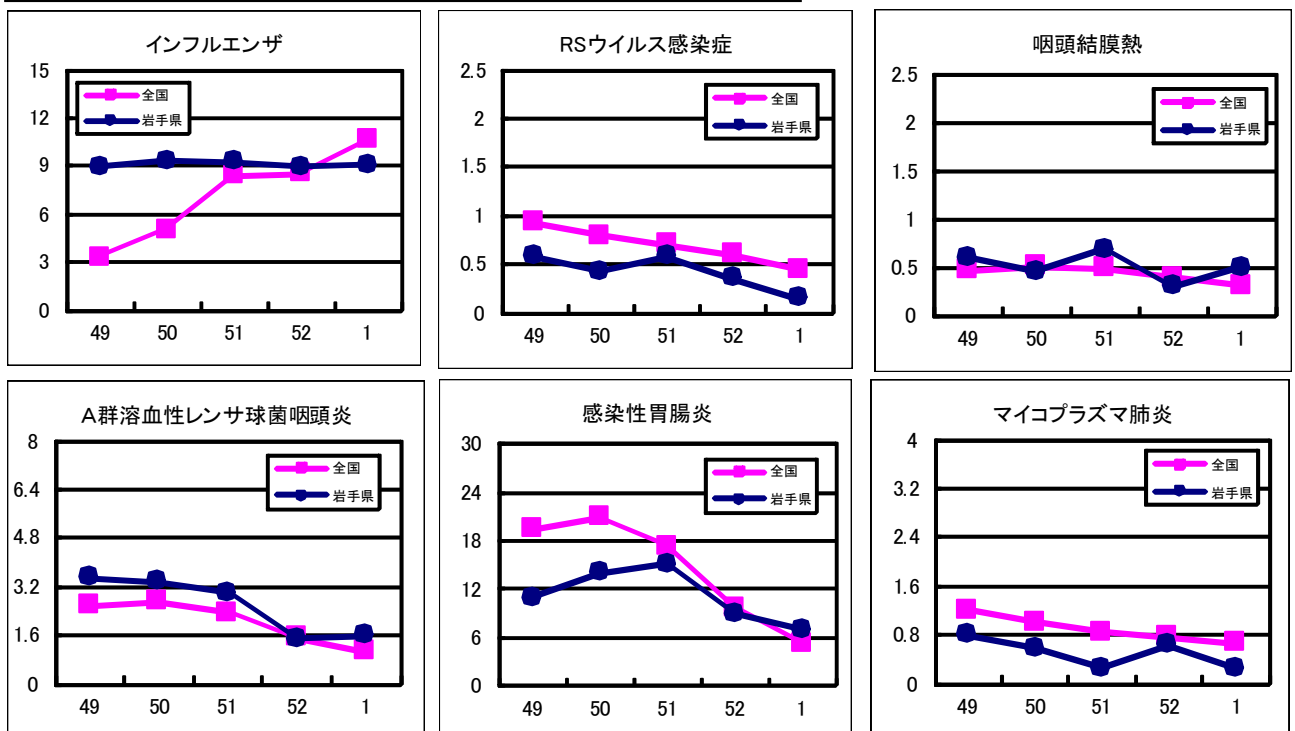 インフルエンザ
15
12
9
6
3
0
全国
岩手県
49 50 51 52 1
RSウイルス感染症
2.5
2
1.5
1
0.5
0
全国
岩手県
49 50 51 52 1
咽頭結膜熱
2.5
2
1.5
1
0.5
0
全国
岩手県
49 50 51 52 1
A群溶血性レンサ球菌咽頭炎
8
6.4
4.8
3.2
1.6
0
全国
岩手県
49 50 51 52 1
感染性胃腸炎
30
24
18
12
6
0
全国
岩手県
49 50 51 52 1
マイコプラズマ肺炎
4
3.2
2.4
1.6
0.8
0
全国
岩手県
49 50 51 52 1